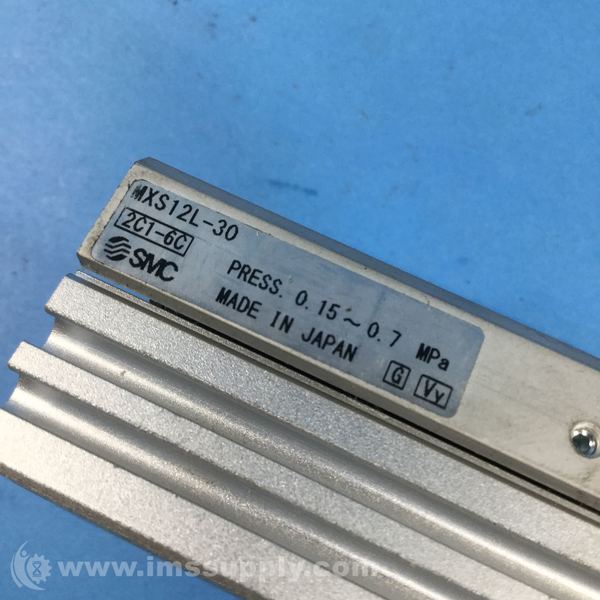 MXS12L-30
2C1-6C
SMC
PRESS. 0.15~0.7 MPa
MADE IN JAPAN
G Vy
www.imssupply.com